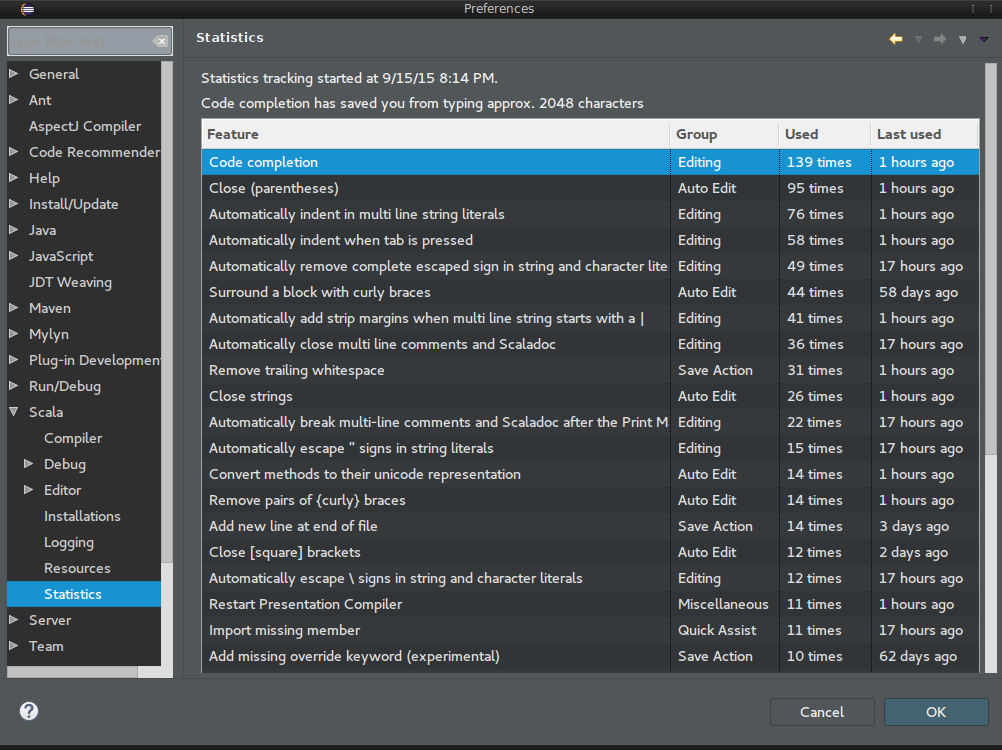 Preferences
type filter text
Statistics
General
Ant
AspectJ Compiler
Code Recommender
Help
Install/Update
Java
JavaScript
JDT Weaving
Maven
Mylyn
Plug-in Developmen
Run/Debug
Scala
Compiler
Debug
Editor
Installations
Logging
Resources
Statistics
Server
Team
Statistics tracking started at 9/15/15 8:14 PM.
Code completion has saved you from typing approx. 2048 characters
Feature Group Used Last used
Code completion Editing 139 times 1 hours ago
Close (parentheses) Auto Edit 95 times 1 hours ago
Automatically indent in multi line string literals Editing 76 times 1 hours ago
Automatically indent when tab is pressed Editing 58 times 1 hours ago
Automatically remove complete escaped sign in string and character lite Editing 49 times 17 hours ago
Surround a block with curly braces Auto Edit 44 times 58 days ago
Automatically add strip margins when multi line string starts with a | Editing 41 times 1 hours ago
Automatically close multi line comments and Scaladoc Editing 36 times 17 hours ago
Remove trailing whitespace Save Action 31 times 1 hours ago
Close strings Auto Edit 26 times 1 hours ago
Automatically break multi-line comments and Scaladoc after the Print M Editing 22 times 17 hours ago
Automatically escape " signs in string literals Editing 15 times 17 hours ago
Convert methods to their unicode representation Auto Edit 14 times 1 hours ago
Remove pairs of {curly} braces Auto Edit 14 times 1 hours ago
Add new line at end of file Save Action 14 times 3 days ago
Close [square] brackets Auto Edit 12 times 2 days ago
Automatically escape \ signs in string and character literals Editing 12 times 17 hours ago
Restart Presentation Compiler Miscellaneous 11 times 1 hours ago
Import missing member Quick Assist 11 times 17 hours ago
Add missing override keyword (experimental) Save Action 10 times 62 days ago
?
Cancel
OK